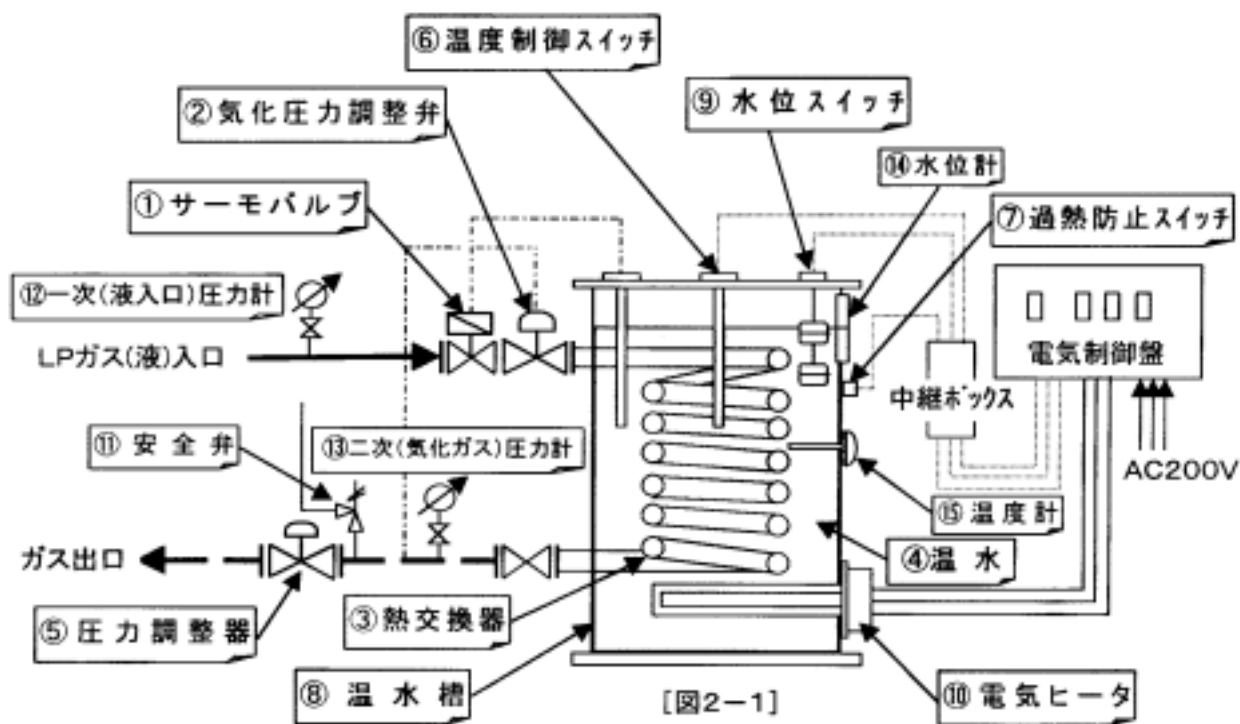 ⑥温度制御スイッチ
②気化圧力調整弁
⑨水位スイッチ
⑭水位計
①サーモバルブ
⑦過熱防止スイッチ
⑫一次(液入口)圧力計
LPガス(液)入口
電気制御盤
中継ボックス
⑪安全弁
⑬二次(気化ガス)圧力計
AC200V
⑮温度計
ガス出口
④温水
③熱交換器
⑤圧力調整器
⑧温水槽
[図2-1]
⑩電気ヒータ